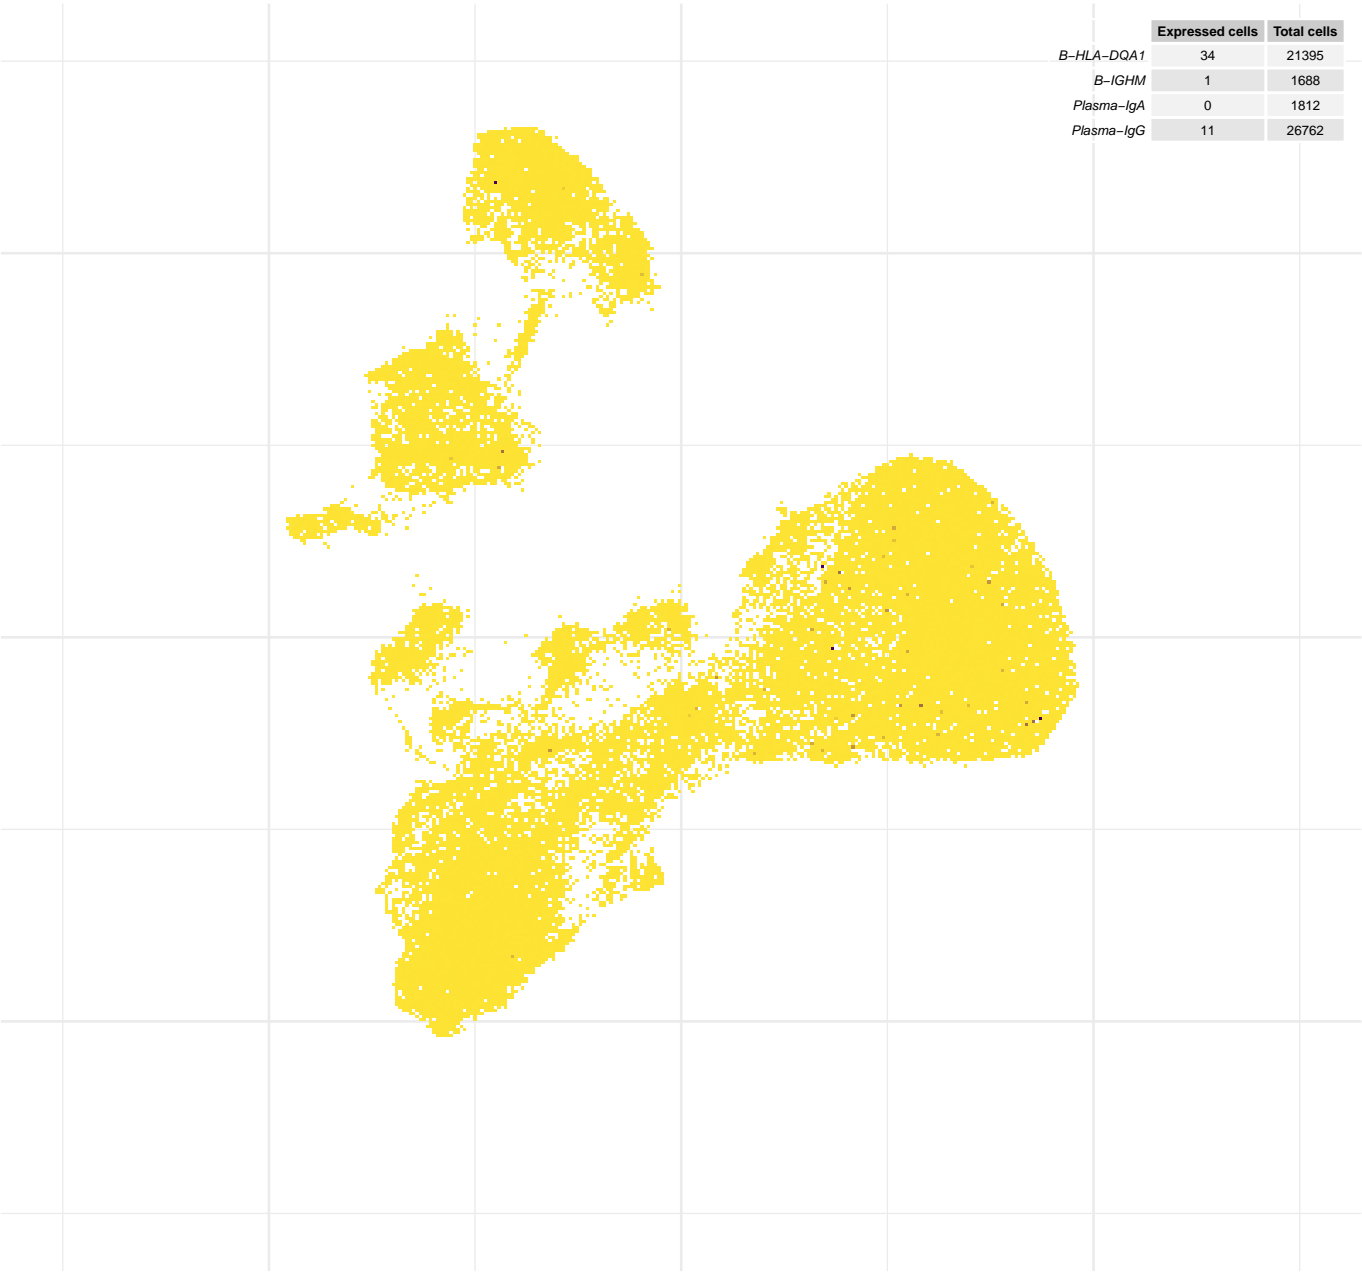 Expressed cells Total cells
B−HLA−DQA1 34 21395
B−IGHM 1 1688
Plasma−IgA 0 1812
Plasma−IgG 11 26762